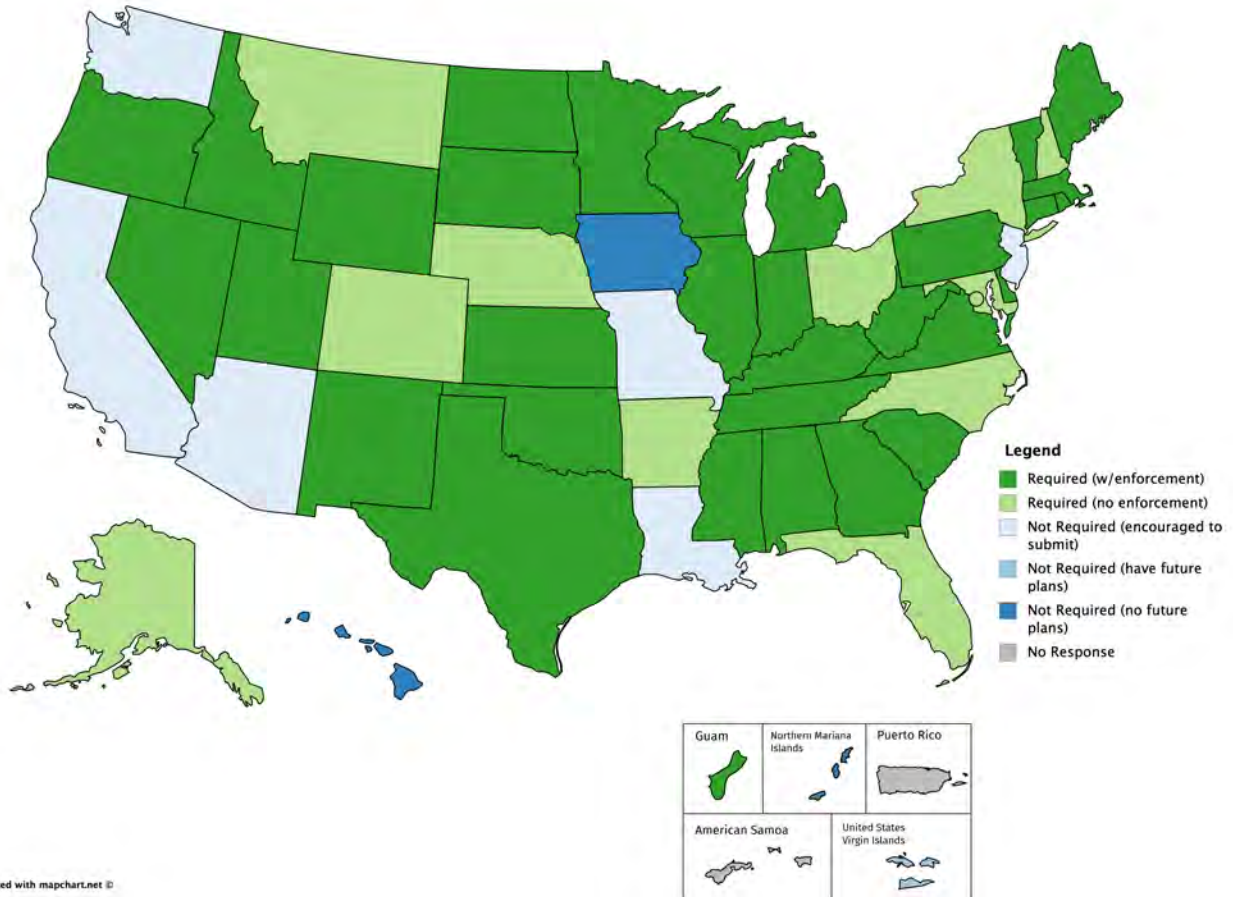 Legend
Required (w/enforcement)
Required (no enforcement)
Not Required (encouraged to
submit)
Not Required (have future
plans)
Not Required (no future
plans)
No Response
Guam
Northern Mariana
Islands
Puerto Rico
American Samoa
United States
Virgin Islands
ed with mapchart.net ©